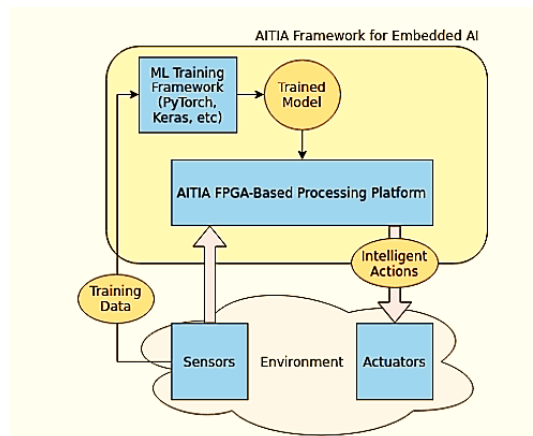 AITIA Framework for Embedded AI
ML Training
Framework
(PyTorch,
Keras, etc)
Trained
Model
AITIA FPGA-Based Processing Platform
Intelligent
Actions
Training
Data
Sensors
Environment
Actuators